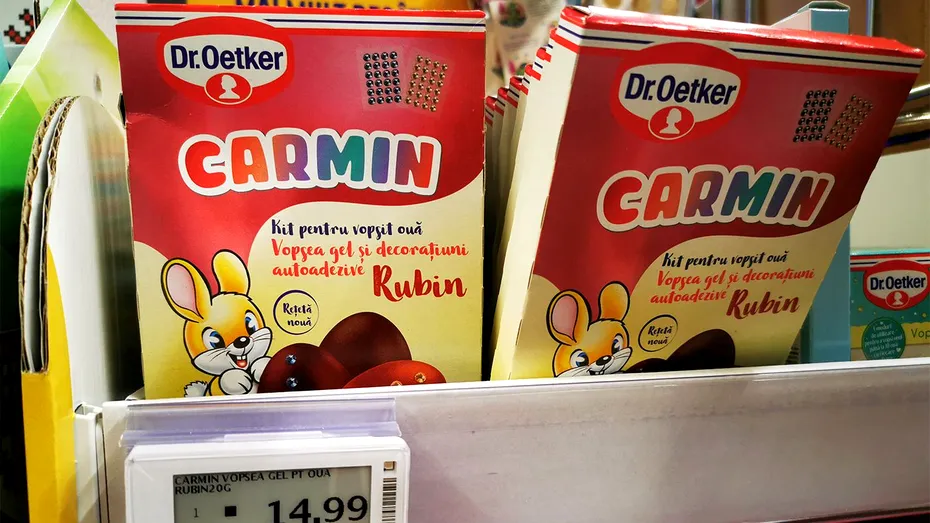 Dr.Oetker
CARMIN
Kit pentru vopsit ouă
Vopsea gel și decorațiuni
autoadezive
Rubin
Rețetă
nouă
Dr.Oetker
CARMIN
Kit pentru vopsit ouă
Vopsea gel și decorațiuni
autoadezive
Rubin
Rețetă
nouă
Dr.Oetker
Vop
CARMIN VOPSEA GEL PT OUA
RUBIN20G
1
14.99